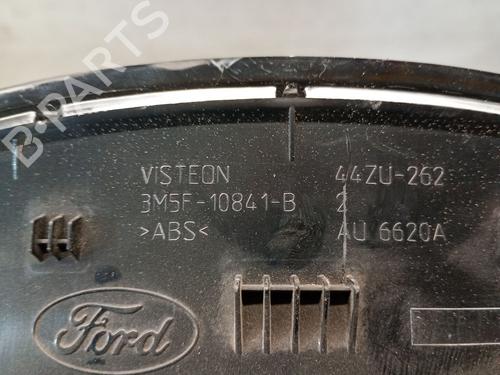 B-PARTS
VISTEON 44ZU-262
3M5F-10841-B 2
>ABS< AU 6620A
Ford